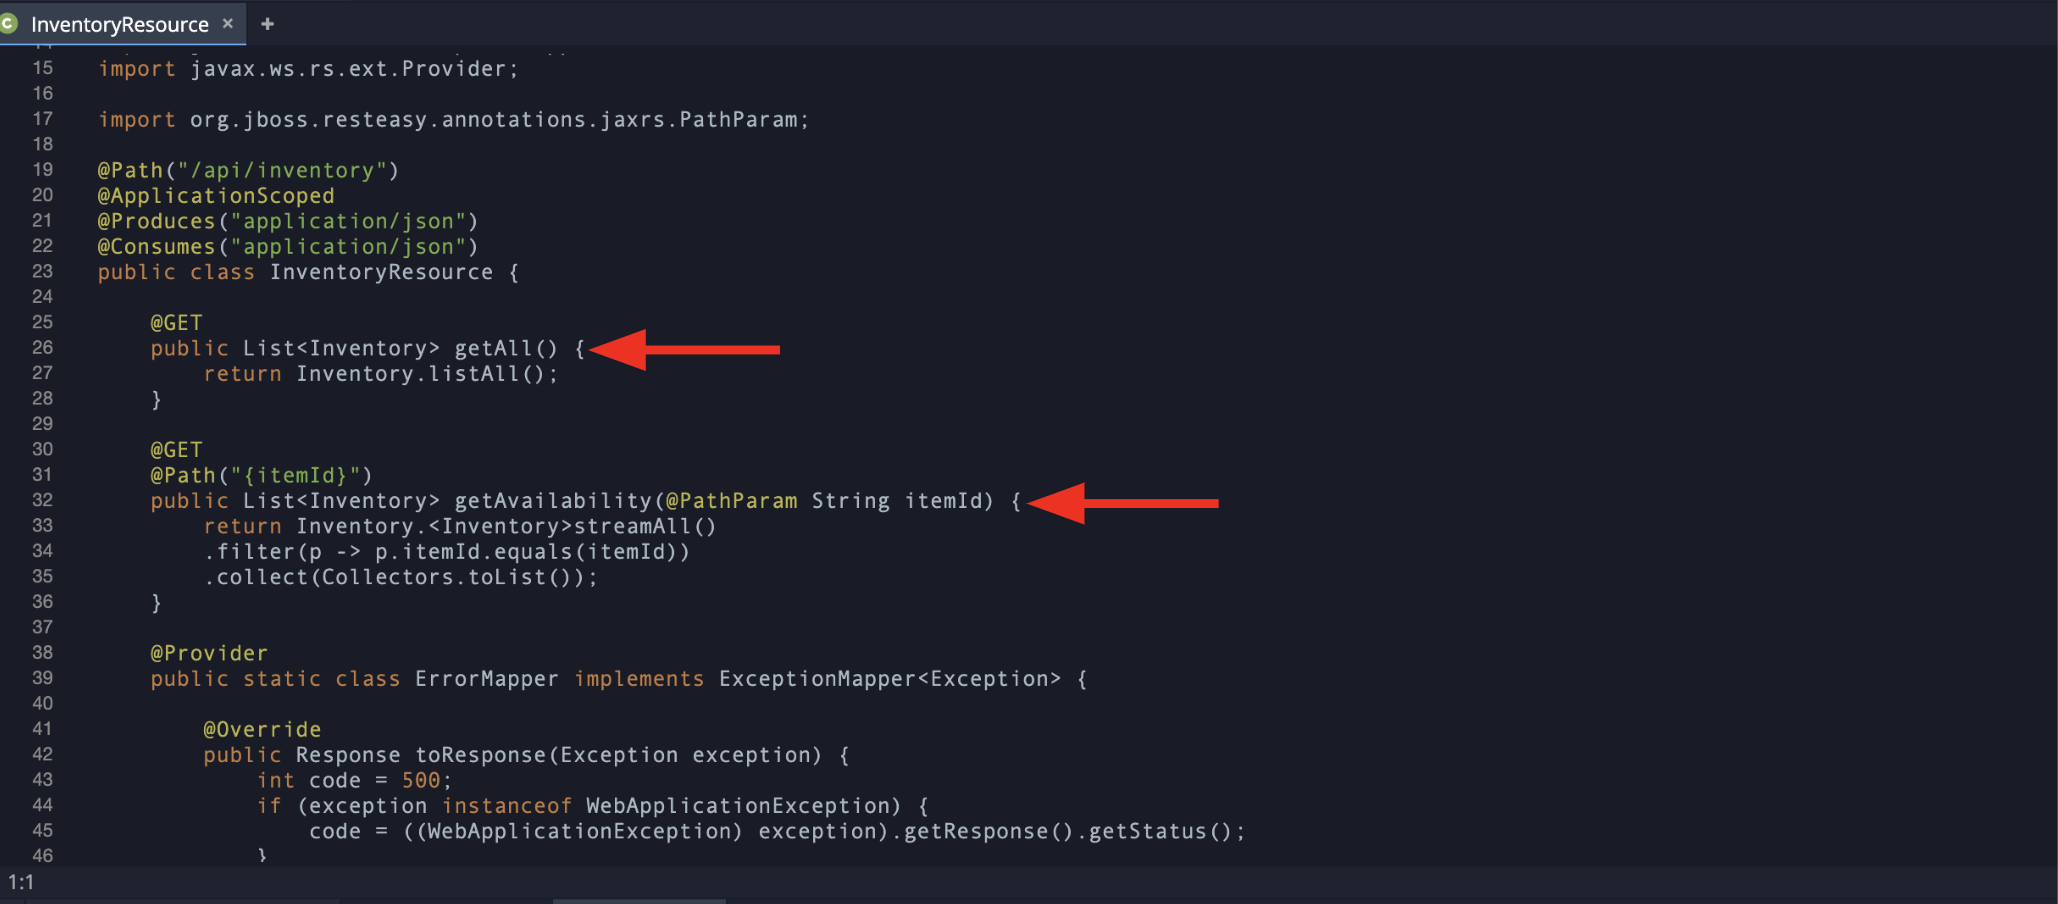 C InventoryResource × +
15 import javax.ws.rs.ext.Provider;
16
17 import org.jboss.resteasy.annotations.jaxrs.PathParam;
18
19 @Path("/api/inventory")
20 @ApplicationScoped
21 @Produces("application/json")
22 @Consumes("application/json")
23 public class InventoryResource {
24
25 @GET
26 public List<Inventory> getAll() {
27 return Inventory.listAll();
28 }
29
30 @GET
31 @Path("{itemId}")
32 public List<Inventory> getAvailability(@PathParam String itemId) {
33 return Inventory.<Inventory>streamAll()
34 .filter(p -> p.itemId.equals(itemId))
35 .collect(Collectors.toList());
36 }
37
38 @Provider
39 public static class ErrorMapper implements ExceptionMapper<Exception> {
40
41 @Override
42 public Response toResponse(Exception exception) {
43 int code = 500;
44 if (exception instanceof WebApplicationException) {
45 code = ((WebApplicationException) exception).getResponse().getStatus();
46 }
1:1